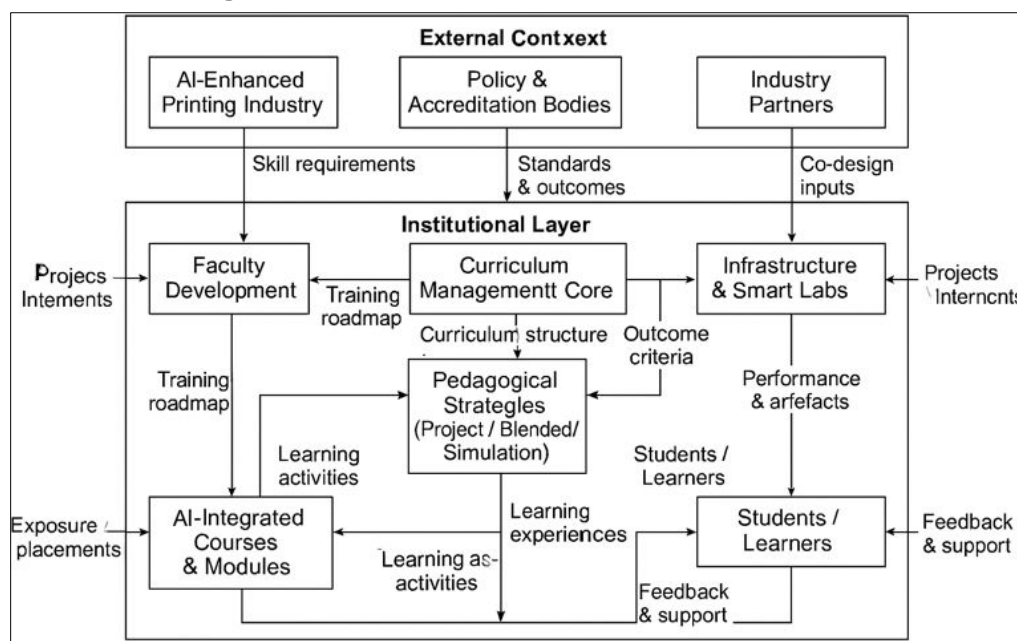 External Contxext
AI-Enhanced
Printing Industry
Policy &
Accreditation Bodies
Industry
Partners
Skill requirements
Standards
& outcomes
Co-design
inputs
Institutional Layer
Projecs
Intements
Faculty
Development
Training
roadmap
Curriculum
Managementt Core
Infrastructure
& Smart Labs
Projects
Interncnts
Curriculum structure
Outcome
criteria
Training
roadmap
Pedagogical
Strategles
(Project / Blended/
Simulation)
Performance
& arfefacts
Learning
activities
Students /
Learners
Exposure /
placements
AI-Integrated
Courses
& Modules
Learning
experiences
Students /
Learners
Feedback
& support
Learning as-
activities
Feedback
& support